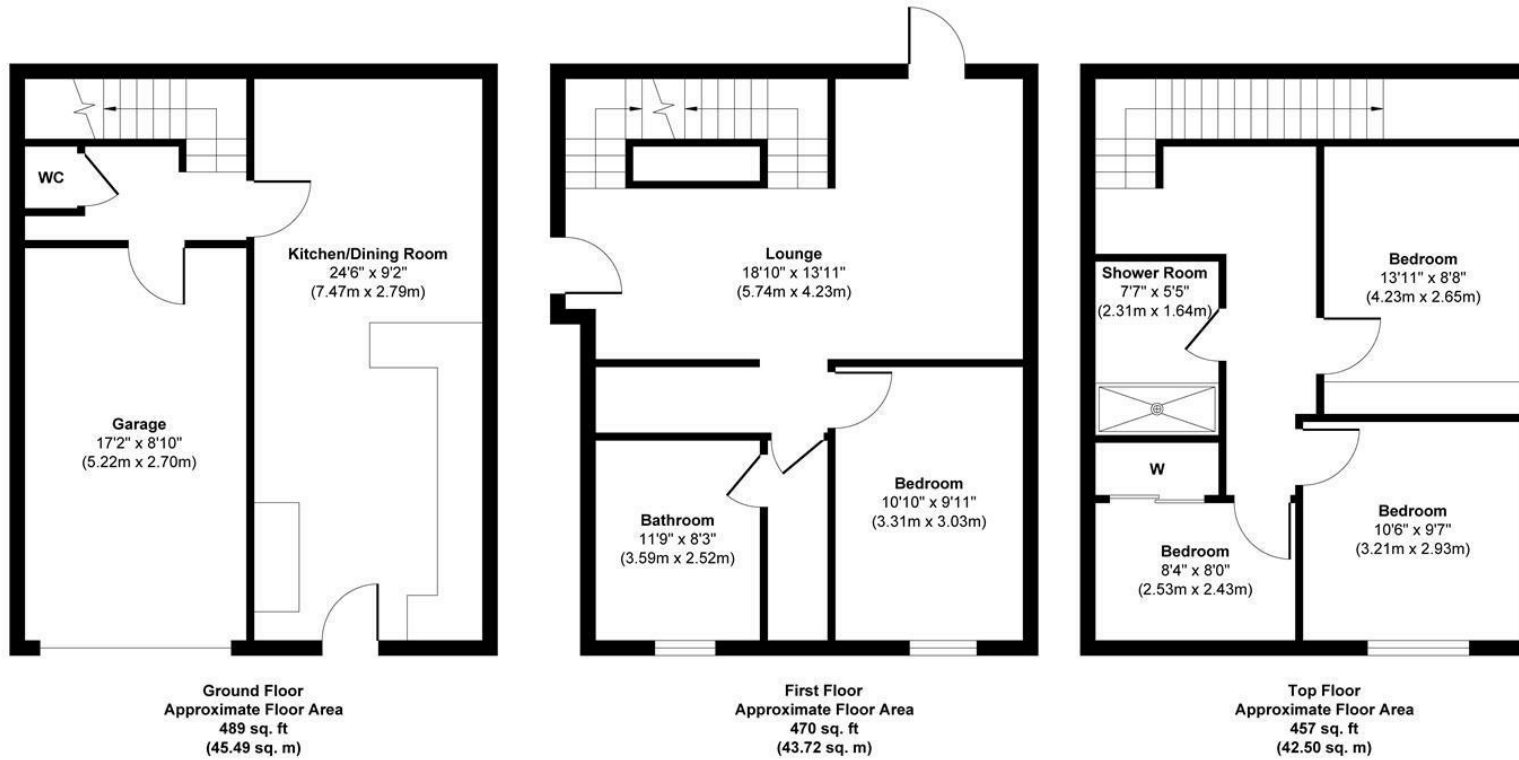 WC
Kitchen/Dining Room
24'6" x 9'2"
(7.47m x 2.79m)
Garage
17'2" x 8'10"
(5.22m x 2.70m)
Ground Floor
Approximate Floor Area
489 sq. ft
(45.49 sq. m)
Lounge
18'10" x 13'11"
(5.74m x 4.23m)
Bathroom
11'9" x 8'3"
(3.59m x 2.52m)
Bedroom
10'10" x 9'11"
(3.31m x 3.03m)
First Floor
Approximate Floor Area
470 sq. ft
(43.72 sq. m)
Shower Room
7'7" x 5'5"
(2.31m x 1.64m)
Bedroom
13'11" x 8'8"
(4.23m x 2.65m)
W
Bedroom
8'4" x 8'0"
(2.53m x 2.43m)
Bedroom
10'6" x 9'7"
(3.21m x 2.93m)
Top Floor
Approximate Floor Area
457 sq. ft
(42.50 sq. m)